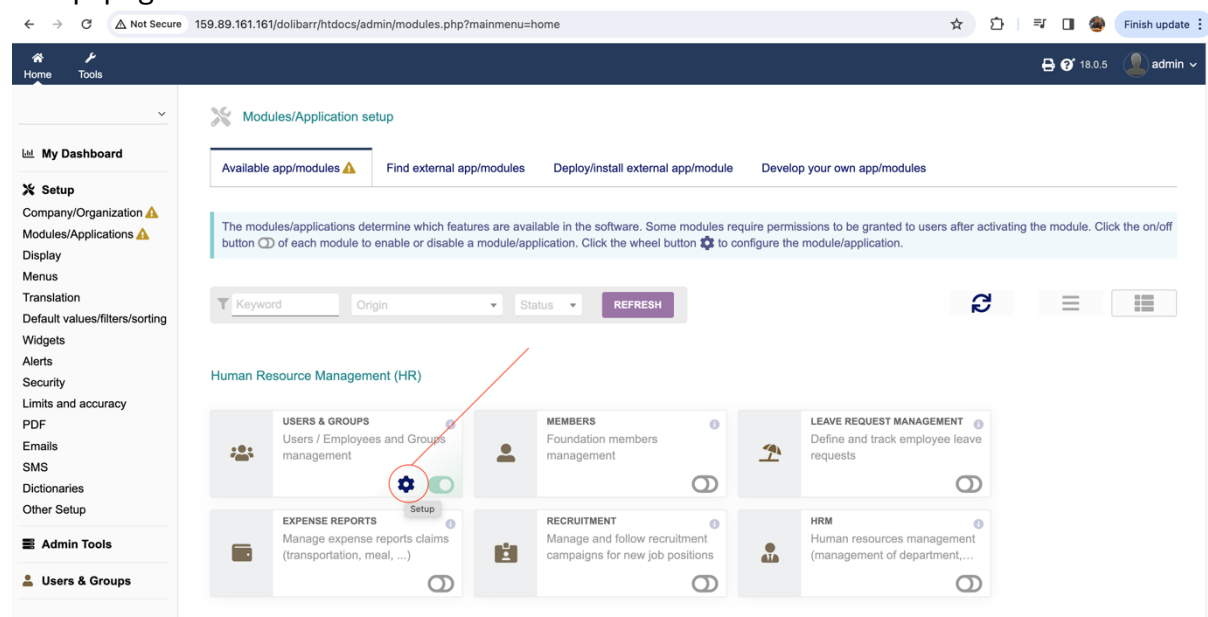 Not Secure 159.89.161.161/dolibarr/htdocs/admin/modules.php?mainmenu=home Finish update
Home Tools 18.0.5 admin
Modules/Application setup
My Dashboard
Available app/modules Find external app/modules Deploy/install external app/module Develop your own app/modules
Setup
Company/Organization
Modules/Applications
Display
Menus
Translation
Default values/filters/sorting
Widgets
Alerts
Security
Limits and accuracy
PDF
Emails
SMS
Dictionaries
Other Setup
Admin Tools
Users & Groups
The modules/applications determine which features are available in the software. Some modules require permissions to be granted to users after activating the module. Click the on/off
button of each module to enable or disable a module/application. Click the wheel button to configure the module/application.
Keyword Origin Status REFRESH
Human Resource Management (HR)
USERS & GROUPS
Users / Employees and Groups
management
Setup
MEMBERS
Foundation members
management
LEAVE REQUEST MANAGEMENT
Define and track employee leave
requests
EXPENSE REPORTS
Manage expense reports claims
(transportation, meal, ...)
RECRUITMENT
Manage and follow recruitment
campaigns for new job positions
HRM
Human resources management
(management of department,...